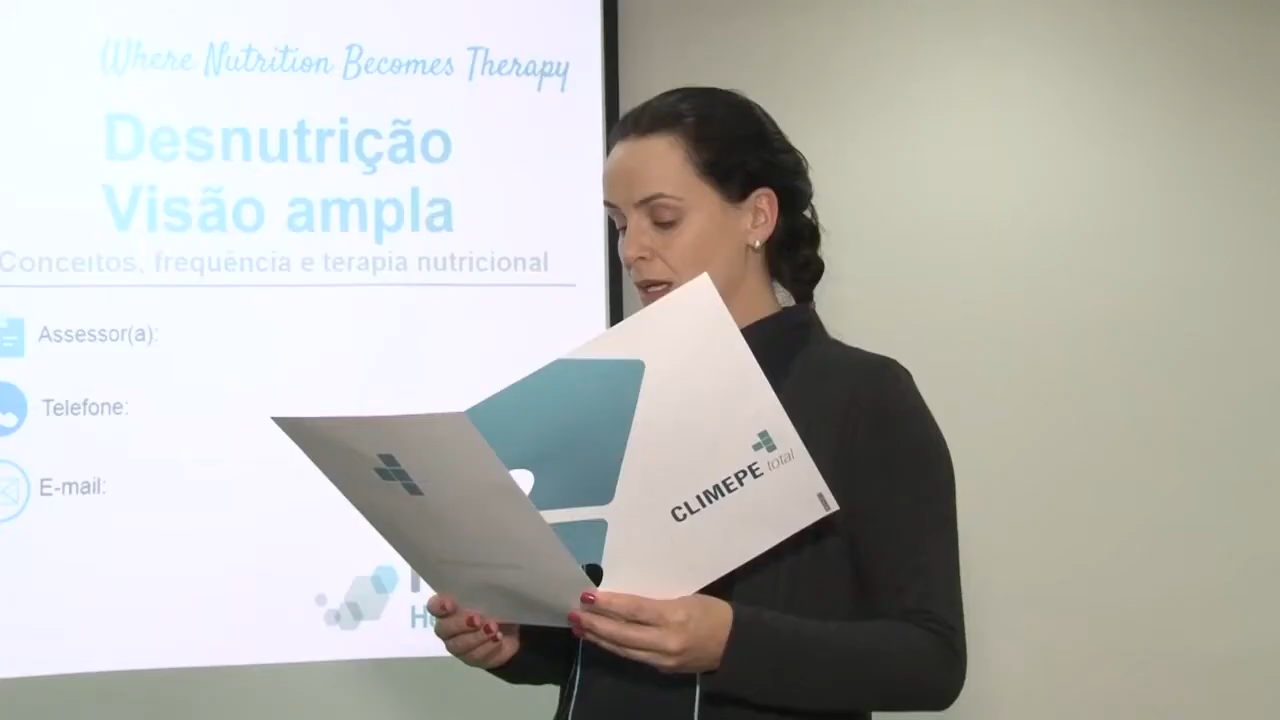 Where Nutrition Becomes Therapy
Desnutrição
Visão ampla
Conceitos, frequência e terapia nutricional
Assessor(a):
Telefone:
E-mail:
CLIMEPE total